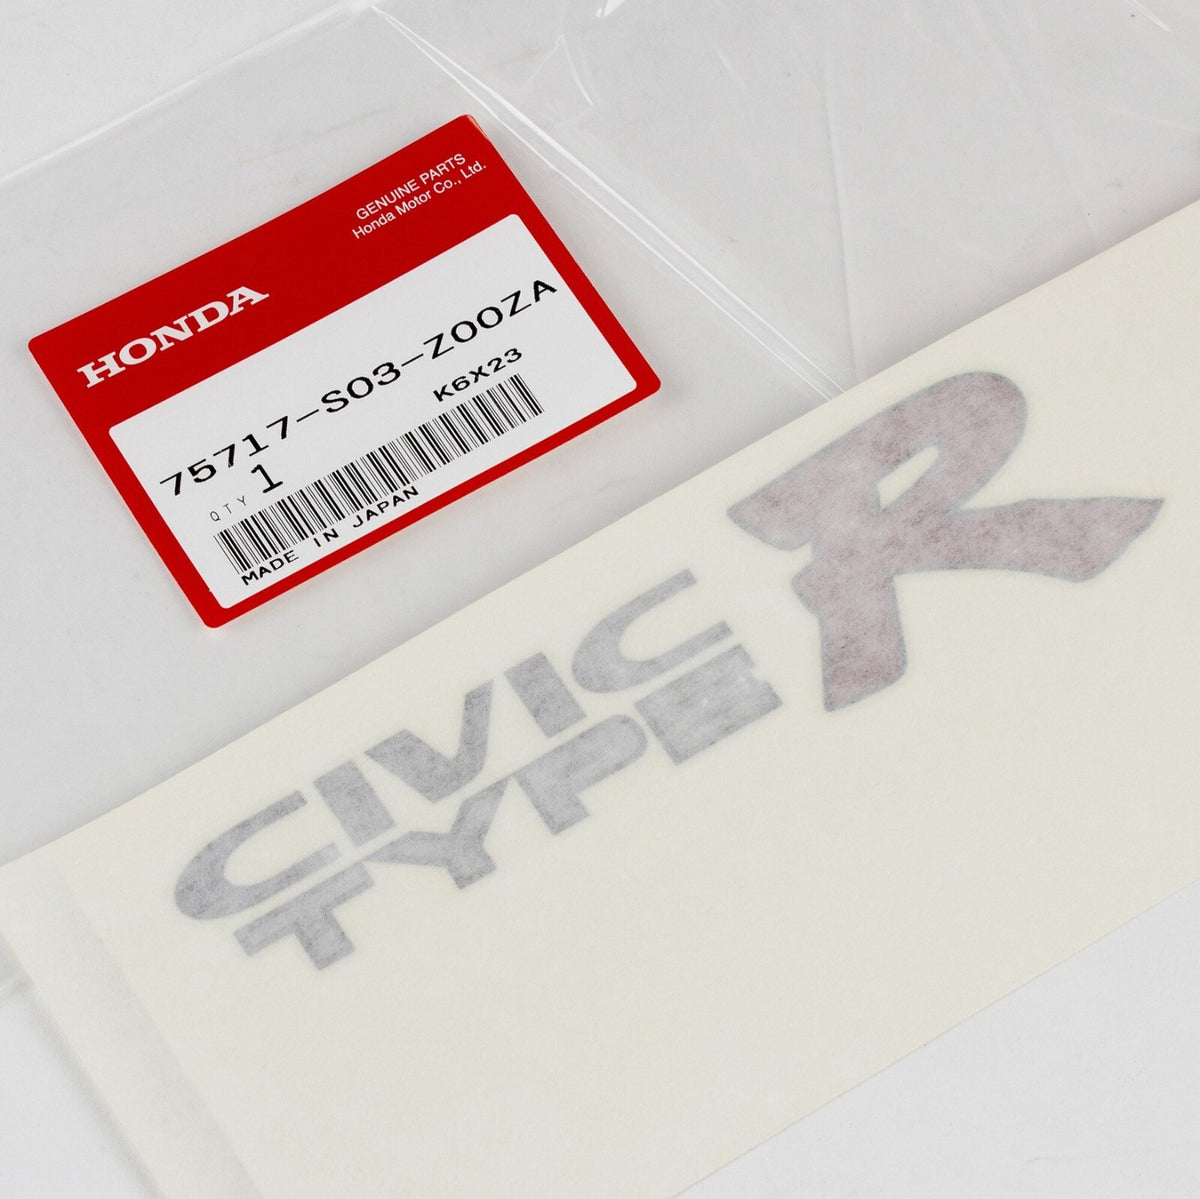 GENUINE PARTS
Honda Motor Co., Ltd.
HONDA
75717-S03-Z00ZA
K6X23
QTY 1
MADE IN JAPAN
CIVIC
TYPE R